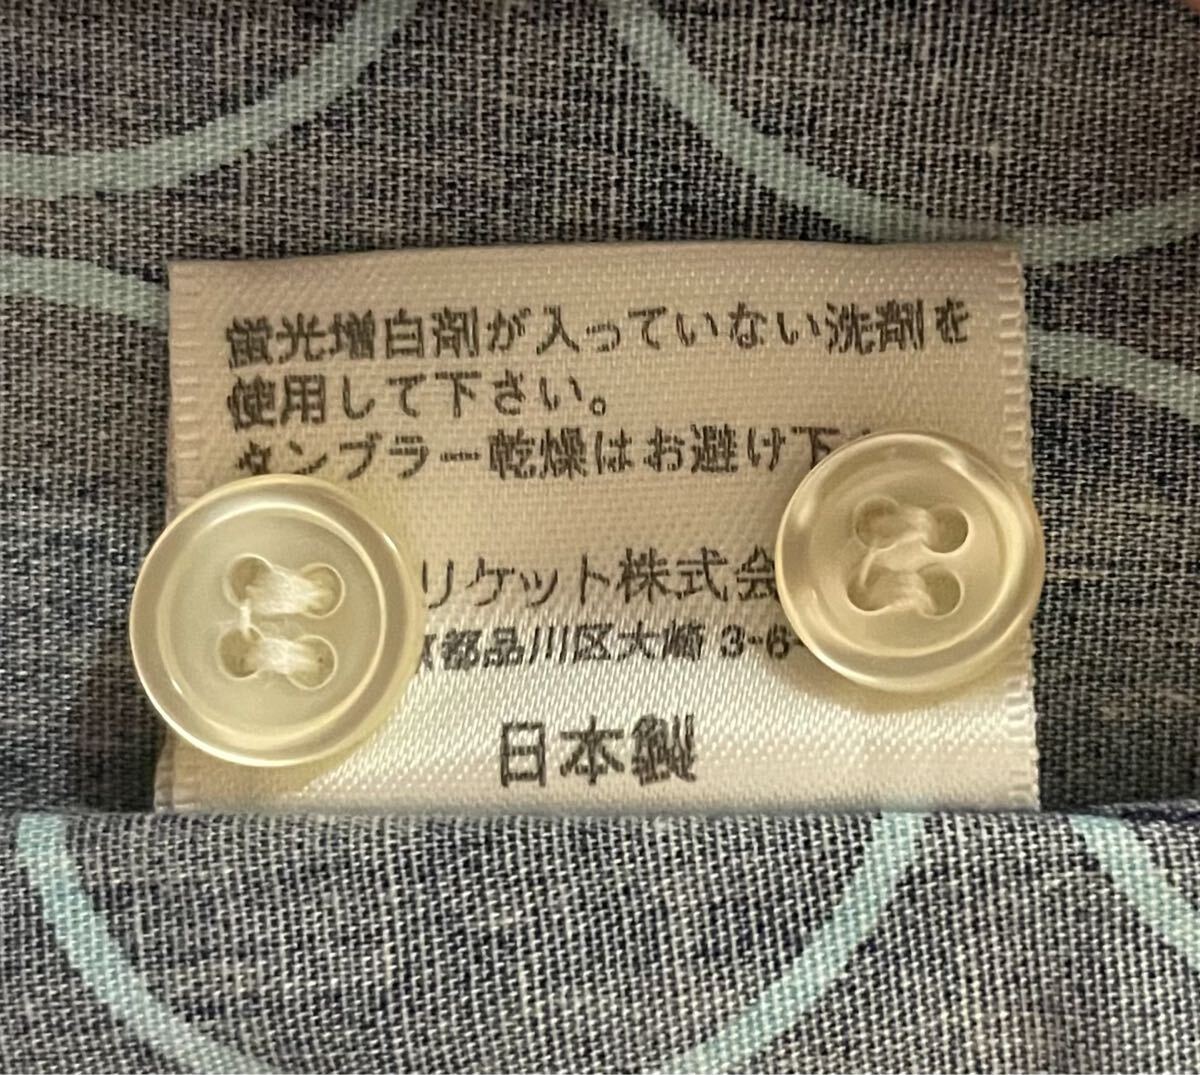 蛍光増白剤が入っていない洗剤を
使用して下さい。
タンブラー乾燥はお避け下
リケット株式会
都品川区大崎 3-6-
日本製